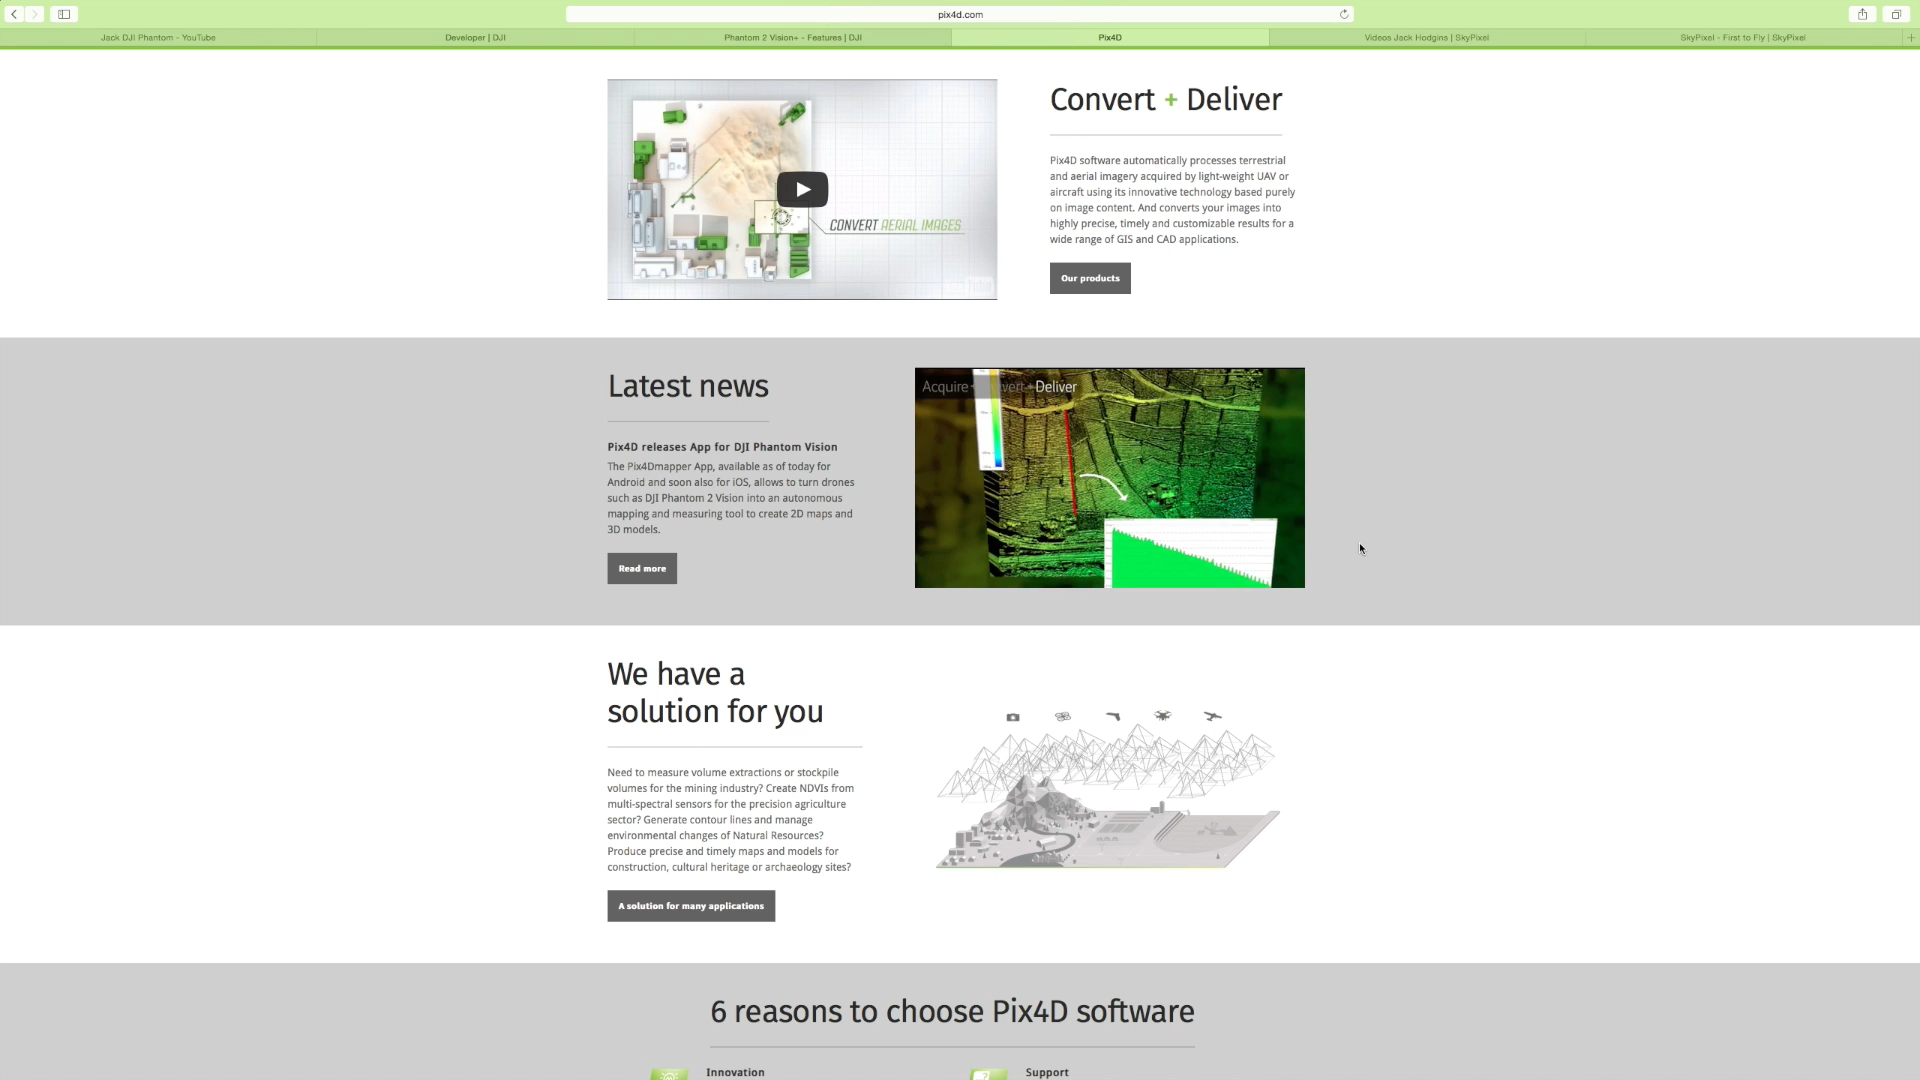 pix4d.com
Jack DJI Phantom - YouTube
Developer | DJI
Phantom 2 Vision+ - Features | DJI
Pix4D
Videos Jack Hodgins | SkyPixel
SkyPixel - First to Fly | SkyPixel
CONVERT AERIAL IMAGES
Convert + Deliver
Pix4D software automatically processes terrestrial
and aerial imagery acquired by light-weight UAV or
aircraft using its innovative technology based purely
on image content. And converts your images into
highly precise, timely and customizable results for a
wide range of GIS and CAD applications.
Our products
Latest news
Pix4D releases App for DJI Phantom Vision
The Pix4Dmapper App, available as of today for
Android and soon also for iOS, allows to turn drones
such as DJI Phantom 2 Vision into an autonomous
mapping and measuring tool to create 2D maps and
3D models.
Read more
Acquire + Deliver
We have a
solution for you
Need to measure volume extractions or stockpile
volumes for the mining industry? Create NDVIs from
multi-spectral sensors for the precision agriculture
sector? Generate contour lines and manage
environmental changes of Natural Resources?
Produce precise and timely maps and models for
construction, cultural heritage or archaeology sites?
A solution for many applications
6 reasons to choose Pix4D software
Innovation
Support